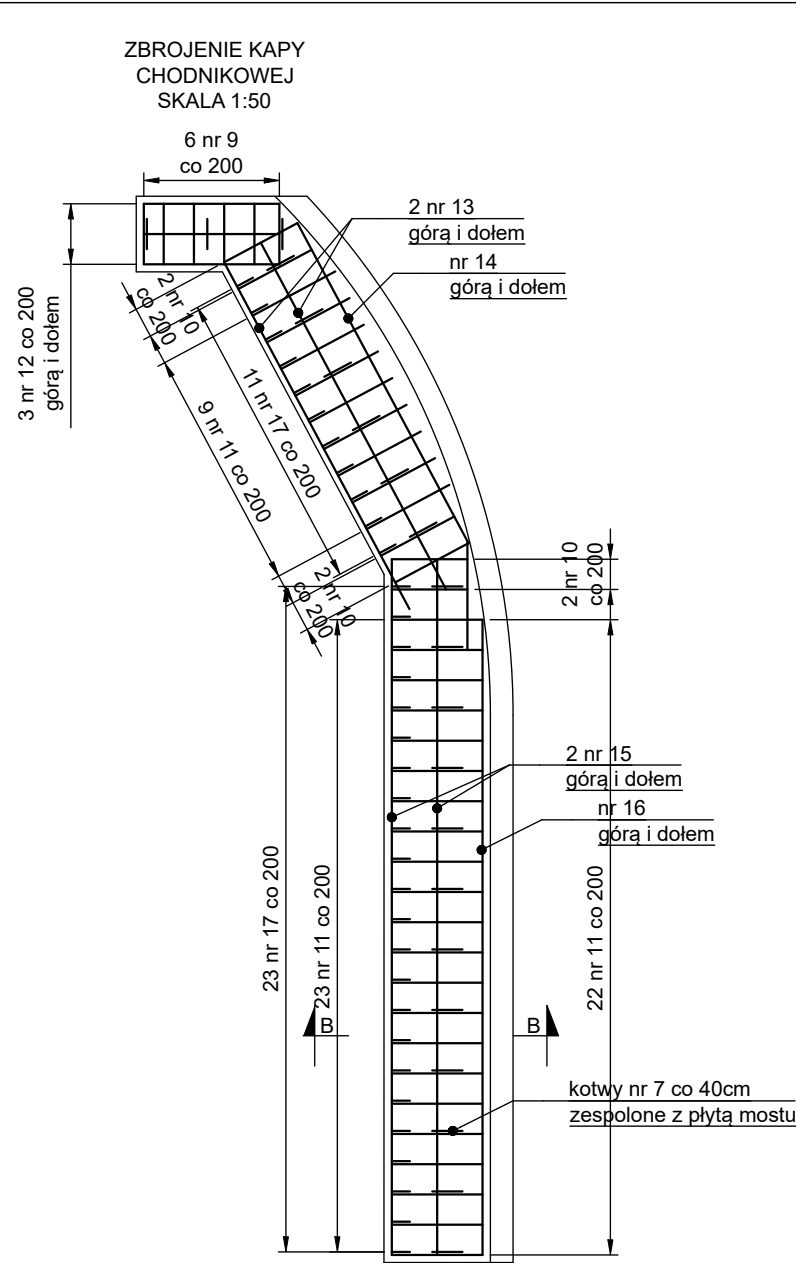 ZBROJENIE KAPY
CHODNIKOWEJ
SKALA 1:50
6 nr 9
co 200
2 nr 13
górą i dołem
nr 14
górą i dołem
3 nr 12 co 200
górą i dołem
2 nr 10
co 200
11 nr 17 co 200
9 nr 11 co 200
2 nr 10
co 200
2 nr 10
co 200
2 nr 15
górą i dołem
nr 16
górą i dołem
23 nr 17 co 200
23 nr 11 co 200
22 nr 11 co 200
B
B
kotwy nr 7 co 40cm
zespolone z płytą mostu